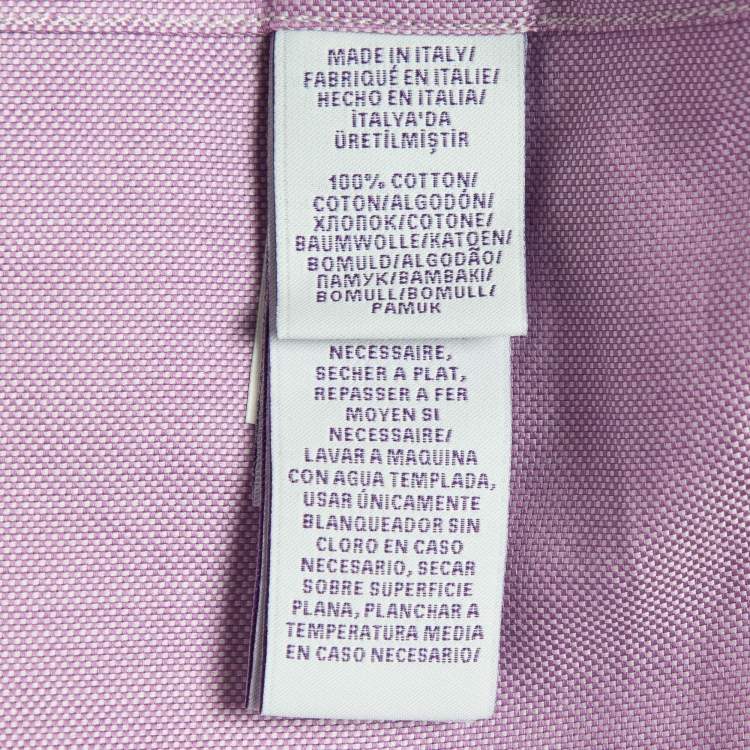 MADE IN ITALY/
FABRIQUÉ EN ITALIE/
HECHO EN ITALIA/
İTALYA'DA
ÜRETİLMİŞTİR
100% COTTON/
COTON/ALGODÓN/
ХЛОПОК/COTONE/
BAUMWOLLE/KATOEN/
BOMULD/ALGODÃO/
ПАМУК/BAMBAKI/
BOMULL/BOMULL/
PAMUK
NECESSAIRE,
SECHER A PLAT,
REPASSER A FER
MOYEN SI
NECESSAIRE/
LAVAR A MAQUINA
CON AGUA TEMPLADA,
USAR ÚNICAMENTE
BLANQUEADOR SIN
CLORO EN CASO
NECESARIO, SECAR
SOBRE SUPERFICIE
PLANA, PLANCHAR A
TEMPERATURA MEDIA
EN CASO NECESARIO/